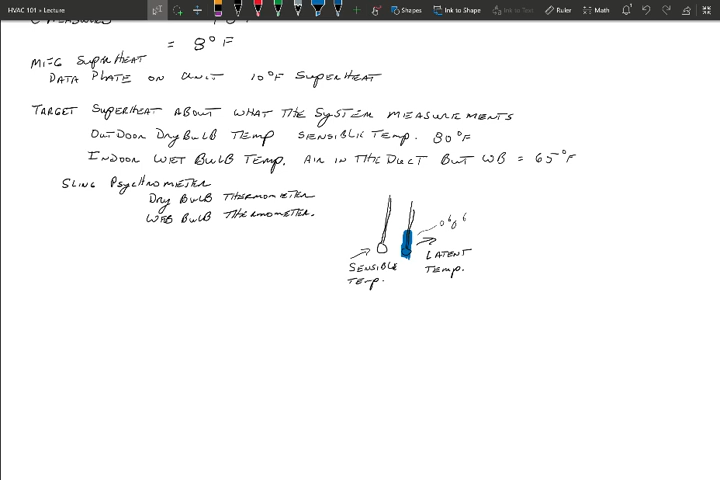 HVAC 101 » Lecture
Shapes
Ink to Shape
Ink to Text
Ruler
Math
= 8°F
MFG SUPERHEAT
DATA PLATE ON UNIT 10°F SUPERHEAT
TARGET SUPERHEAT ABOUT WHAT THE SYSTEM MEASUREMENTS
OUTDOOR DRY BULB TEMP SENSIBLE TEMP. 80°F
INDOOR WET BULB TEMP. AIR IN THE DUCT BUT WB = 65°F
SLING PSYCHROMETER
DRY BULB THERMOMETER
WEB BULB THERMOMETER.
SENSIBLE
TEMP.
LATENT
TEMP.